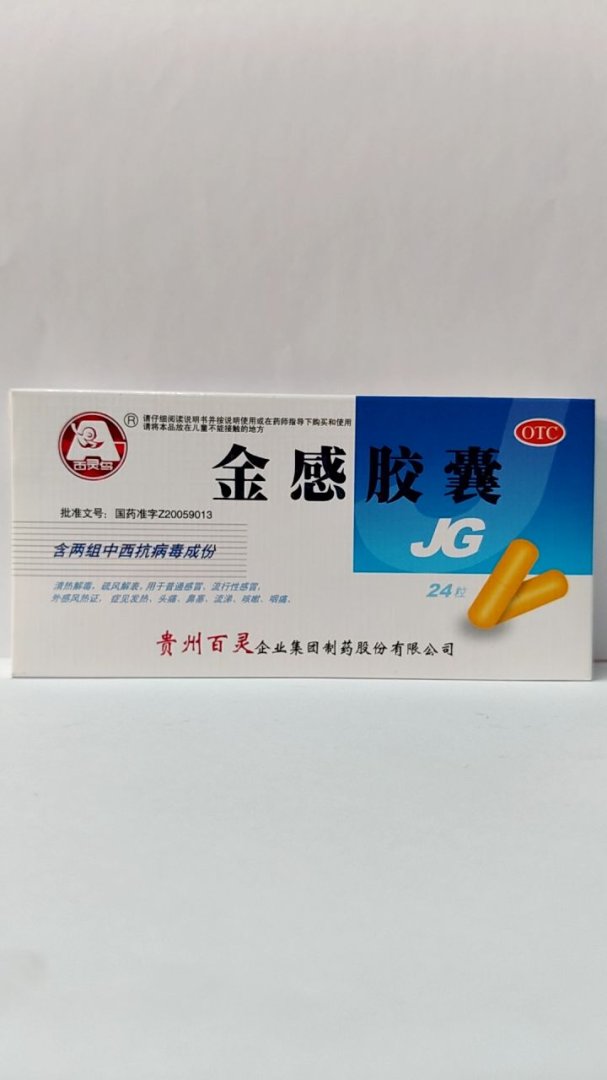 百灵鸟
®
请仔细阅读说明书并按说明使用或在药师指导下购买和使用
请将本品放在儿童不能接触的地方
OTC
金感胶囊
批准文号：国药准字Z20059013
JG
含两组中西抗病毒成份
清热解毒，疏风解表。用于普通感冒，流行性感冒，
外感风热证，症见发热、头痛、鼻塞、流涕、咳嗽、咽痛。
24粒
贵州百灵企业集团制药股份有限公司